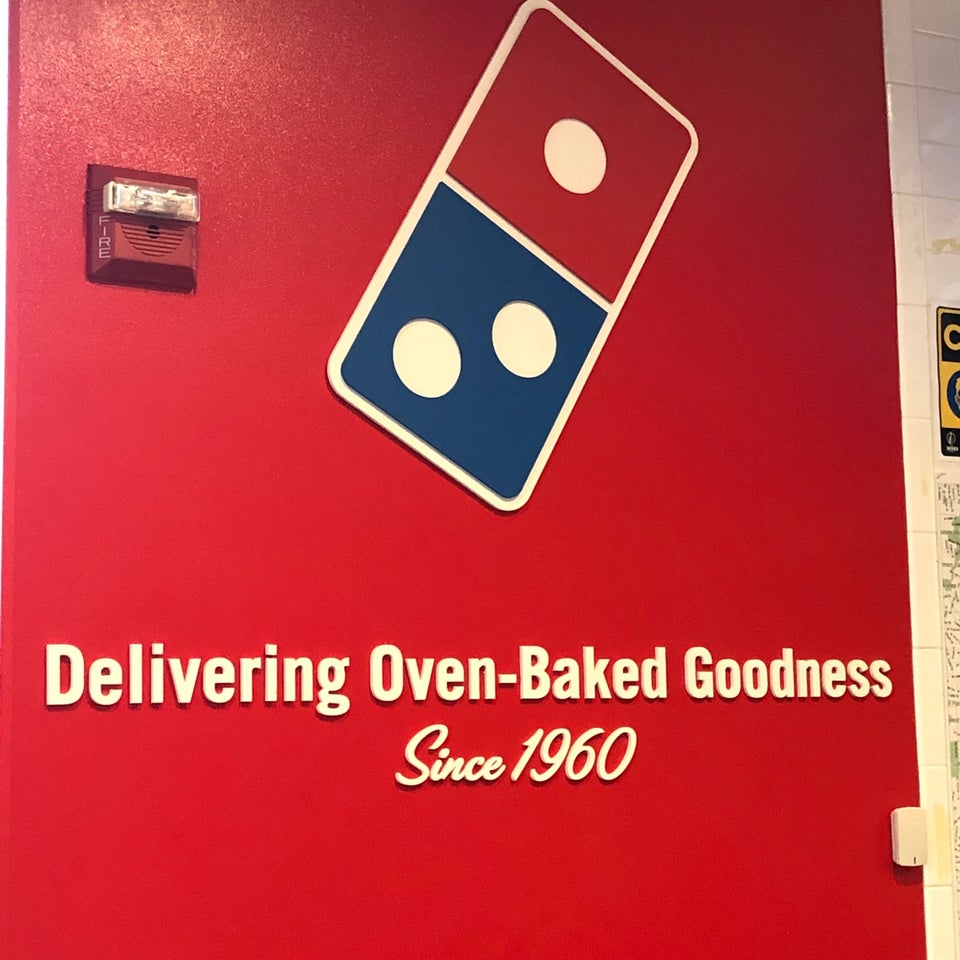 FIRE
Delivering Oven-Baked Goodness
Since 1960